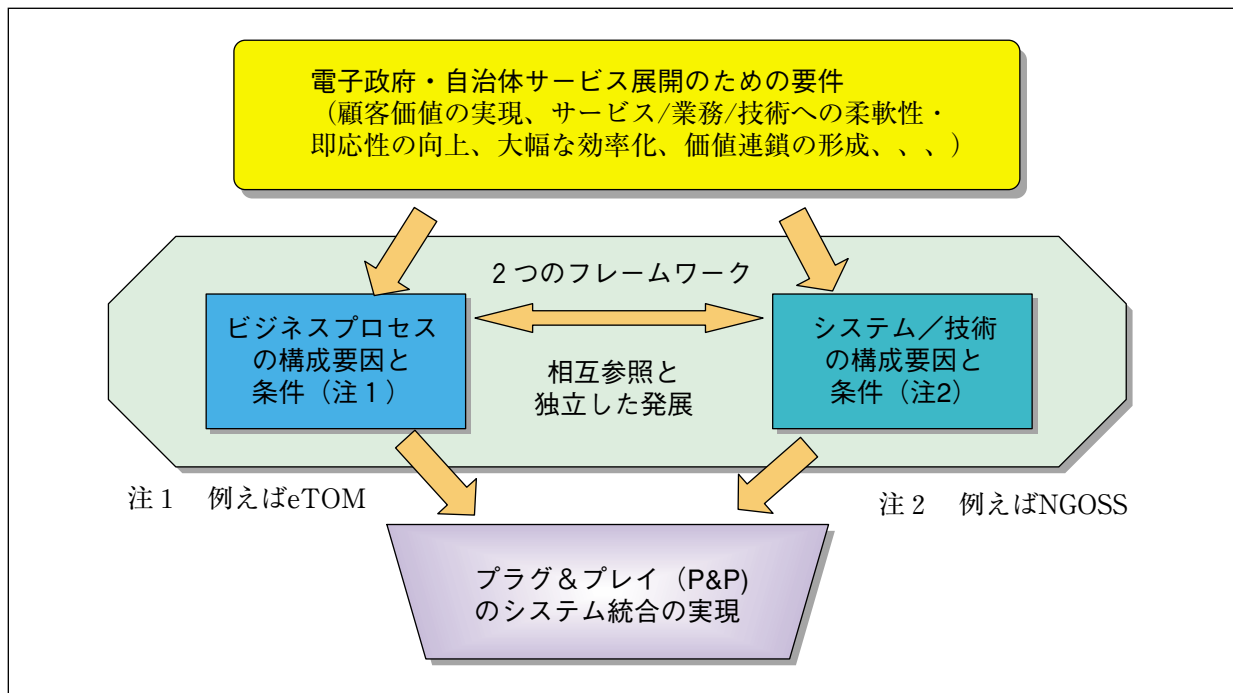 電子政府・自治体サービス展開のための要件
（顧客価値の実現、サービス/業務/技術への柔軟性・
即応性の向上、大幅な効率化、価値連鎖の形成、、、）
2つのフレームワーク
ビジネスプロセス
の構成要因と
条件（注１）
相互参照と
独立した発展
システム／技術
の構成要因と
条件（注2）
注１　例えばeTOM
注２　例えばNGOSS
プラグ＆プレイ（P&P)
のシステム統合の実現